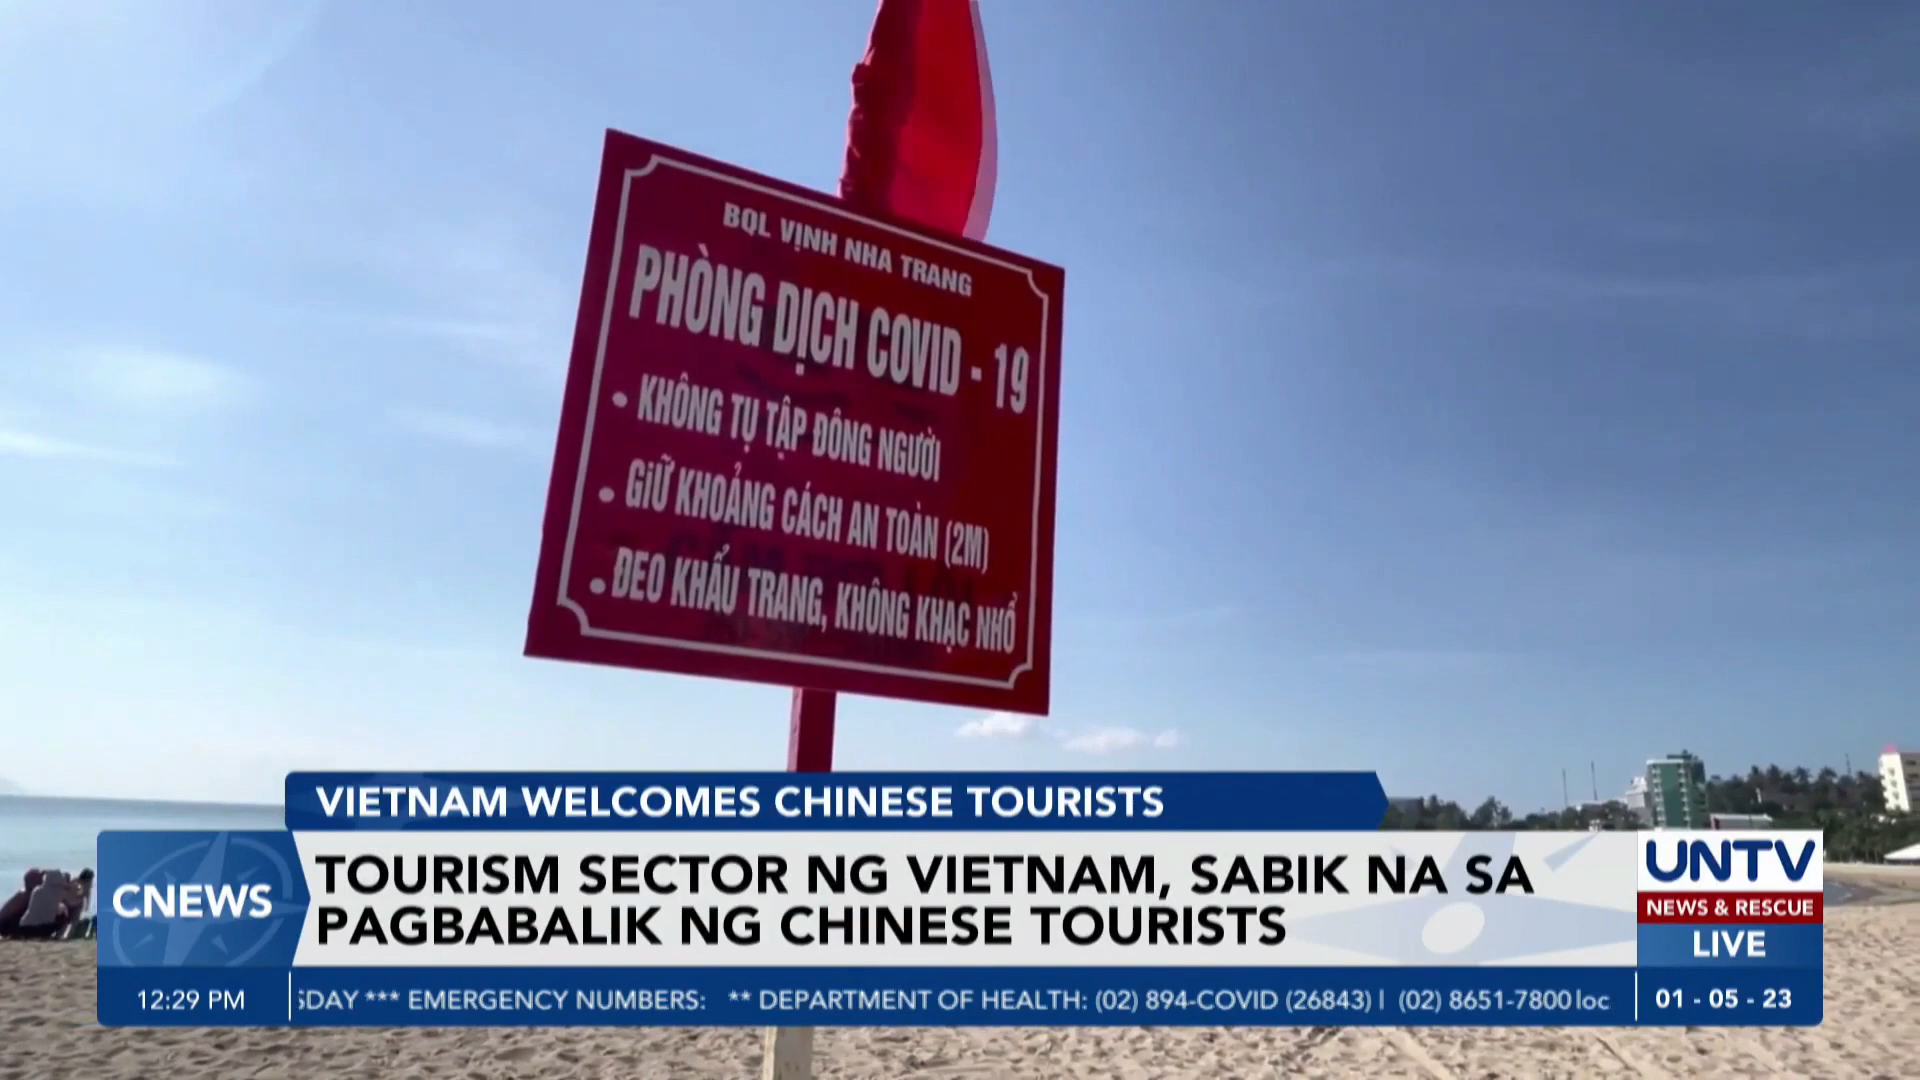 BQL VỊNH NHA TRANG
PHÒNG DỊCH COVID - 19
• KHÔNG TỤ TẬP ĐÔNG NGƯỜI
• GIỮ KHOẢNG CÁCH AN TOÀN (2M)
• ĐEO KHẨU TRANG, KHÔNG KHẠC NHỔ
VIETNAM WELCOMES CHINESE TOURISTS
CNEWS
TOURISM SECTOR NG VIETNAM, SABIK NA SA
PAGBABALIK NG CHINESE TOURISTS
UNTV
NEWS & RESCUE
LIVE
12:29 PM
SDAY *** EMERGENCY NUMBERS: ** DEPARTMENT OF HEALTH: (02) 894-COVID (26843) | (02) 8651-7800 loc
01 - 05 - 23